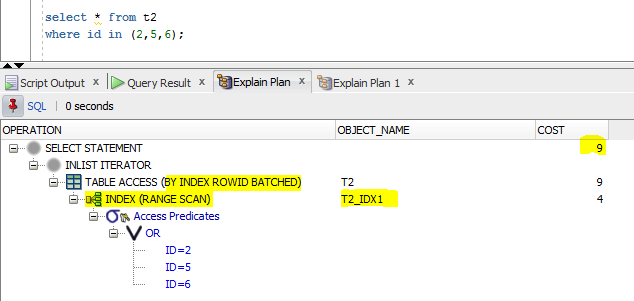 select * from t2
where id in (2,5,6);
Script Output x Query Result x Explain Plan x Explain Plan 1 x
SQL | 0 seconds
OPERATION OBJECT_NAME COST
SELECT STATEMENT 9
INLIST ITERATOR
TABLE ACCESS (BY INDEX ROWID BATCHED) T2 9
INDEX (RANGE SCAN) T2_IDX1 4
Access Predicates
OR
ID=2
ID=5
ID=6